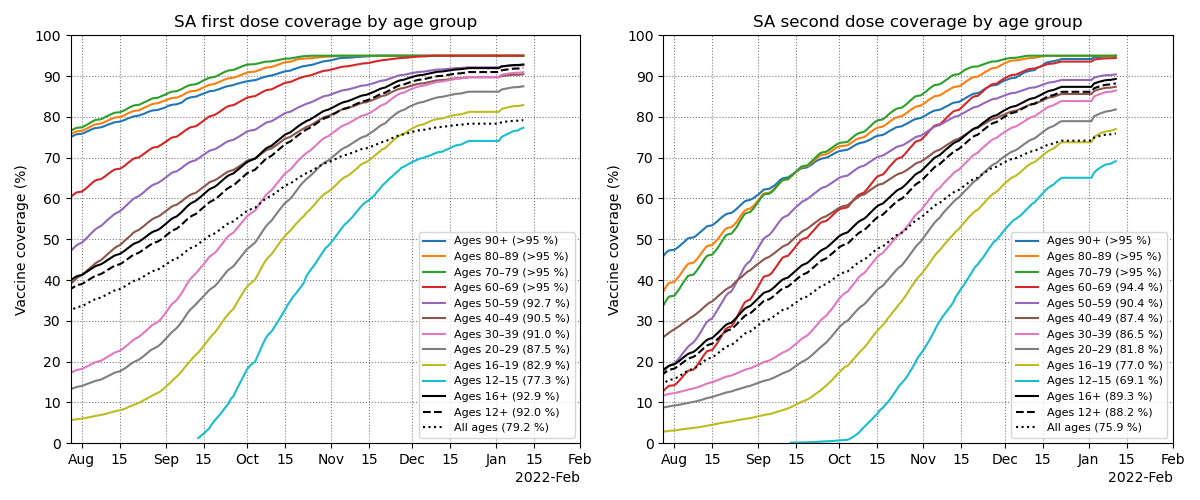 SA first dose coverage by age group
Vaccine coverage (%)
100
90
80
70
60
50
40
30
20
10
0
Ages 90+ (>95 %)
Ages 80–89 (>95 %)
Ages 70–79 (>95 %)
Ages 60–69 (>95 %)
Ages 50–59 (92.7 %)
Ages 40–49 (90.5 %)
Ages 30–39 (91.0 %)
Ages 20–29 (87.5 %)
Ages 16–19 (82.9 %)
Ages 12–15 (77.3 %)
Ages 16+ (92.9 %)
Ages 12+ (92.0 %)
All ages (79.2 %)
Aug 15 Sep 15 Oct 15 Nov 15 Dec 15 Jan 15 Feb
2022-Feb
SA second dose coverage by age group
Vaccine coverage (%)
100
90
80
70
60
50
40
30
20
10
0
Ages 90+ (>95 %)
Ages 80–89 (>95 %)
Ages 70–79 (>95 %)
Ages 60–69 (94.4 %)
Ages 50–59 (90.4 %)
Ages 40–49 (87.4 %)
Ages 30–39 (86.5 %)
Ages 20–29 (81.8 %)
Ages 16–19 (77.0 %)
Ages 12–15 (69.1 %)
Ages 16+ (89.3 %)
Ages 12+ (88.2 %)
All ages (75.9 %)
Aug 15 Sep 15 Oct 15 Nov 15 Dec 15 Jan 15 Feb
2022-Feb